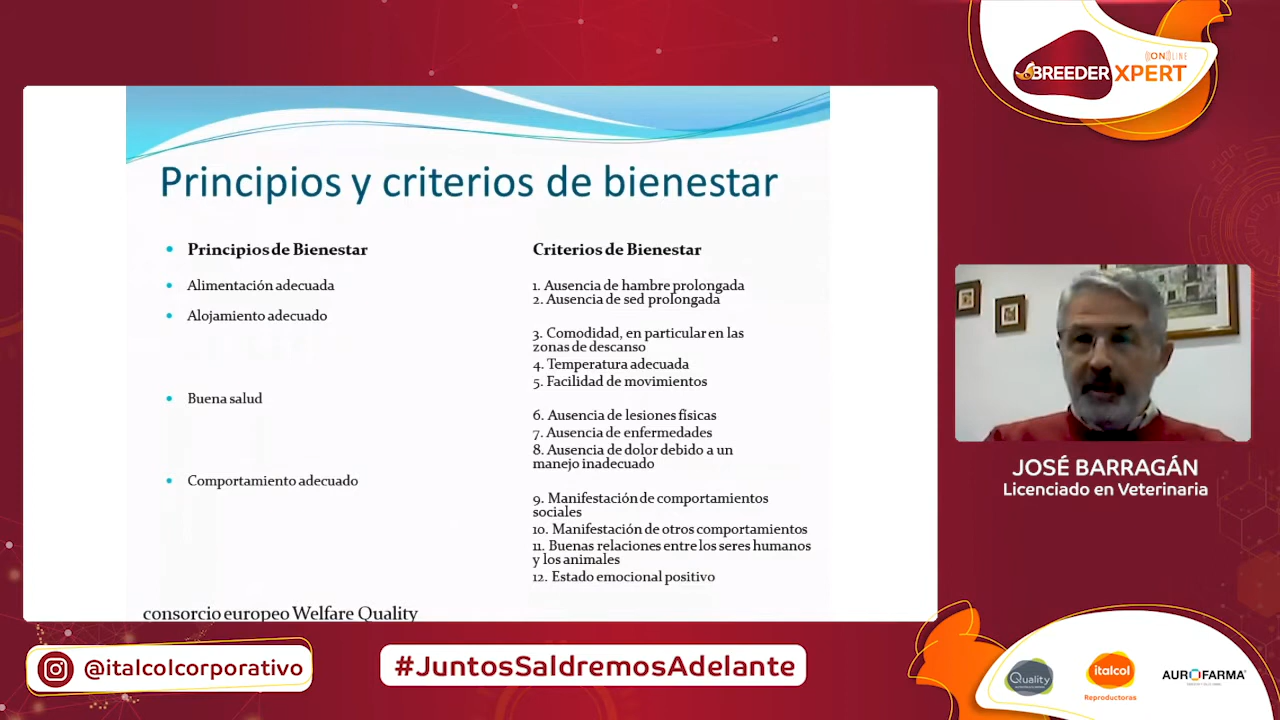 ((ON))LINE
BREEDER XPERT
Principios y criterios de bienestar
Principios de Bienestar
Criterios de Bienestar
Alimentación adecuada
1. Ausencia de hambre prolongada
2. Ausencia de sed prolongada
Alojamiento adecuado
3. Comodidad, en particular en las
zonas de descanso
4. Temperatura adecuada
5. Facilidad de movimientos
Buena salud
6. Ausencia de lesiones físicas
7. Ausencia de enfermedades
8. Ausencia de dolor debido a un
manejo inadecuado
Comportamiento adecuado
9. Manifestación de comportamientos
sociales
10. Manifestación de otros comportamientos
11. Buenas relaciones entre los seres humanos
y los animales
12. Estado emocional positivo
consorcio europeo Welfare Quality
JOSÉ BARRAGÁN
Licenciado en Veterinaria
@italcolcorporativo
#JuntosSaldremosAdelante
Quality
italcol
Reproductoras
AUROFARMA